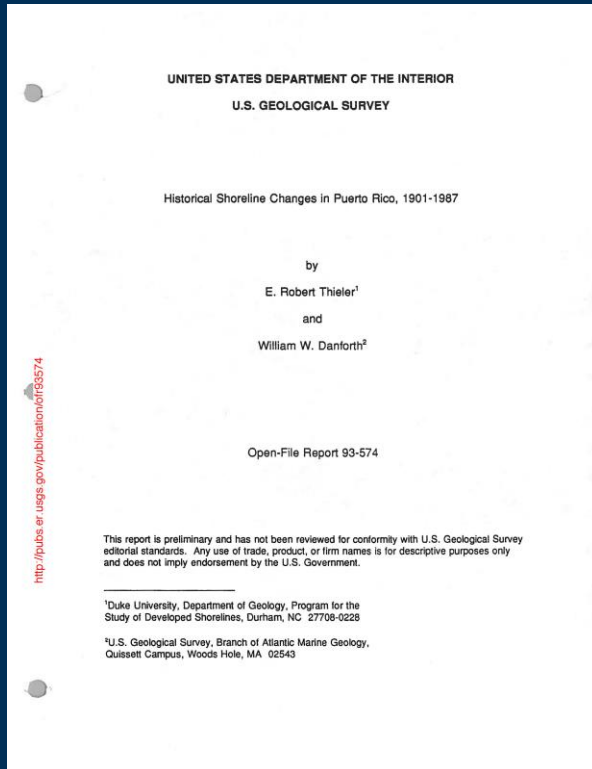 UNITED STATES DEPARTMENT OF THE INTERIOR
U.S. GEOLOGICAL SURVEY
Historical Shoreline Changes in Puerto Rico, 1901-1987
by
E. Robert Thieler¹
and
William W. Danforth²
http://pubs.er.usgs.gov/publication/ofr93574
Open-File Report 93-574
This report is preliminary and has not been reviewed for conformity with U.S. Geological Survey
editorial standards. Any use of trade, product, or firm names is for descriptive purposes only
and does not imply endorsement by the U.S. Government.
¹Duke University, Department of Geology, Program for the
Study of Developed Shorelines, Durham, NC 27708-0228
²U.S. Geological Survey, Branch of Atlantic Marine Geology,
Quissett Campus, Woods Hole, MA 02543